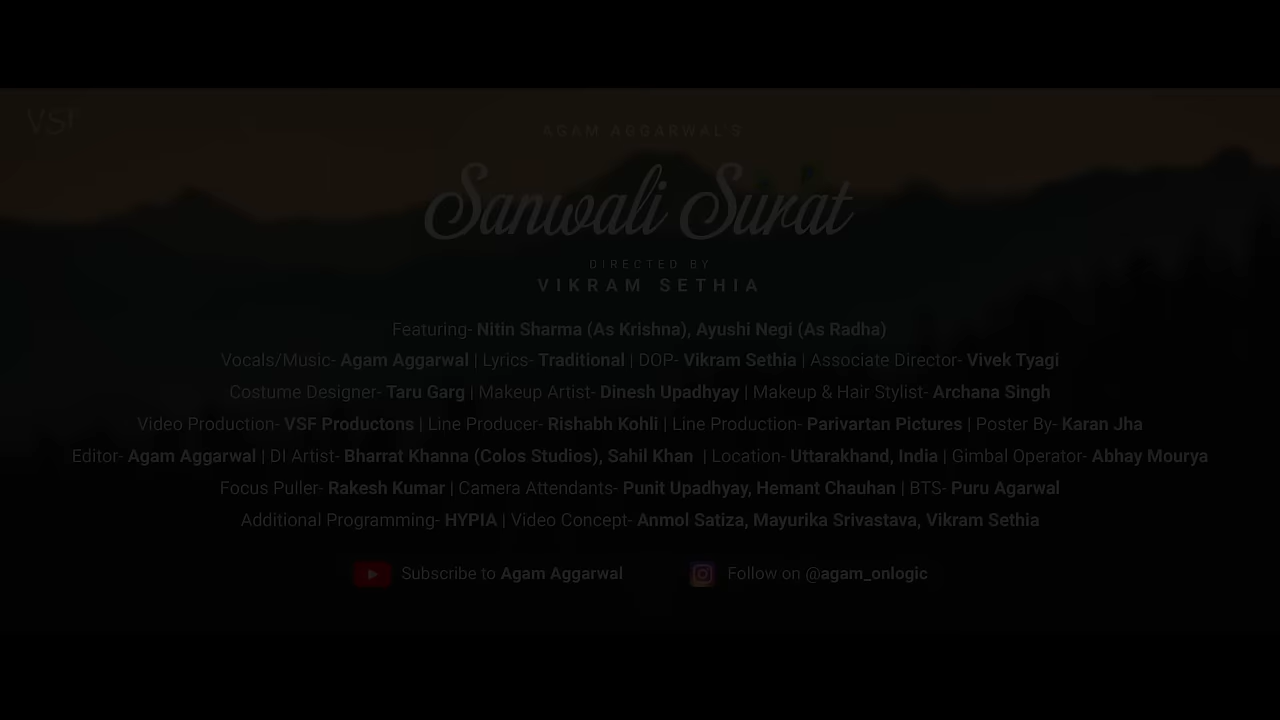 VSF
AGAM AGGARWAL'S
Sanwali Surat
DIRECTED BY
VIKRAM SETHIA
Featuring- Nitin Sharma (As Krishna), Ayushi Negi (As Radha)
Vocals/Music- Agam Aggarwal | Lyrics- Traditional | DOP- Vikram Sethia | Associate Director- Vivek Tyagi
Costume Designer- Taru Garg | Makeup Artist- Dinesh Upadhyay | Makeup & Hair Stylist- Archana Singh
Video Production- VSF Productons | Line Producer- Rishabh Kohli | Line Production- Parivartan Pictures | Poster By- Karan Jha
Editor- Agam Aggarwal | DI Artist- Bharrat Khanna (Colos Studios), Sahil Khan | Location- Uttarakhand, India | Gimbal Operator- Abhay Mourya
Focus Puller- Rakesh Kumar | Camera Attendants- Punit Upadhyay, Hemant Chauhan | BTS- Puru Agarwal
Additional Programming- HYPIA | Video Concept- Anmol Satiza, Mayurika Srivastava, Vikram Sethia
Subscribe to Agam Aggarwal Follow on @agam_onlogic